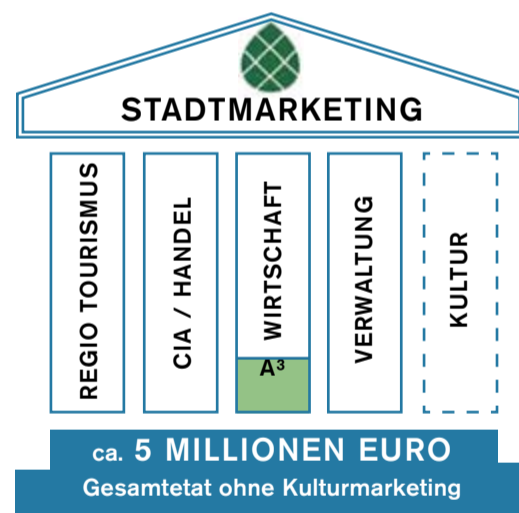 STADTMARKETING
REGIO TOURISMUS
CIA / HANDEL
WIRTSCHAFT
A³
VERWALTUNG
KULTUR
ca. 5 MILLIONEN EURO
Gesamtetat ohne Kulturmarketing